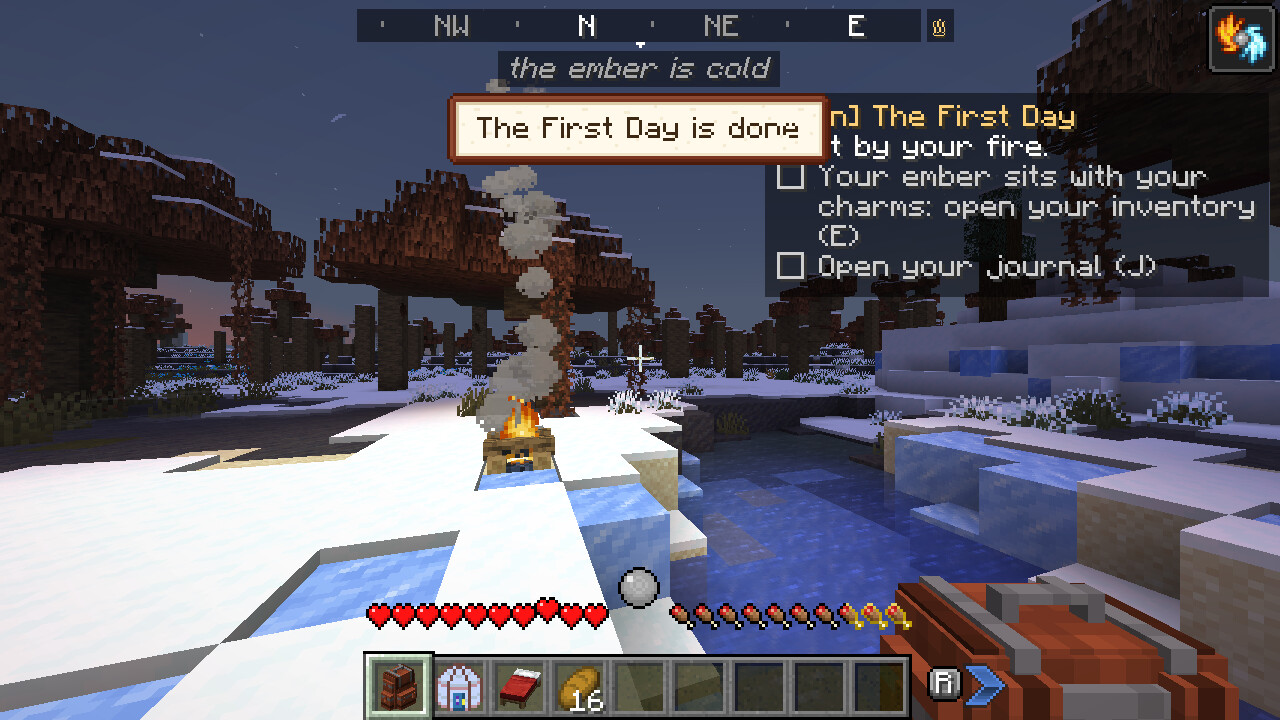 NW N NE E
the ember is cold
The First Day is done
n] The First Day
t by your fire.
Your ember sits with your
charms: open your inventory
(E)
Open your journal (J)
16
R